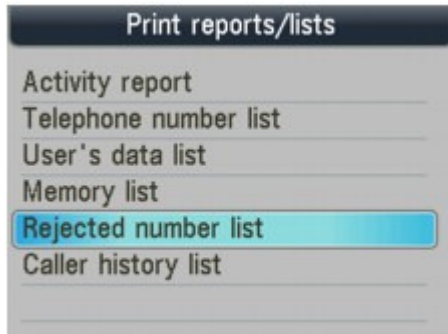 Print reports/lists
Activity report
Telephone number list
User's data list
Memory list
Rejected number list
Caller history list